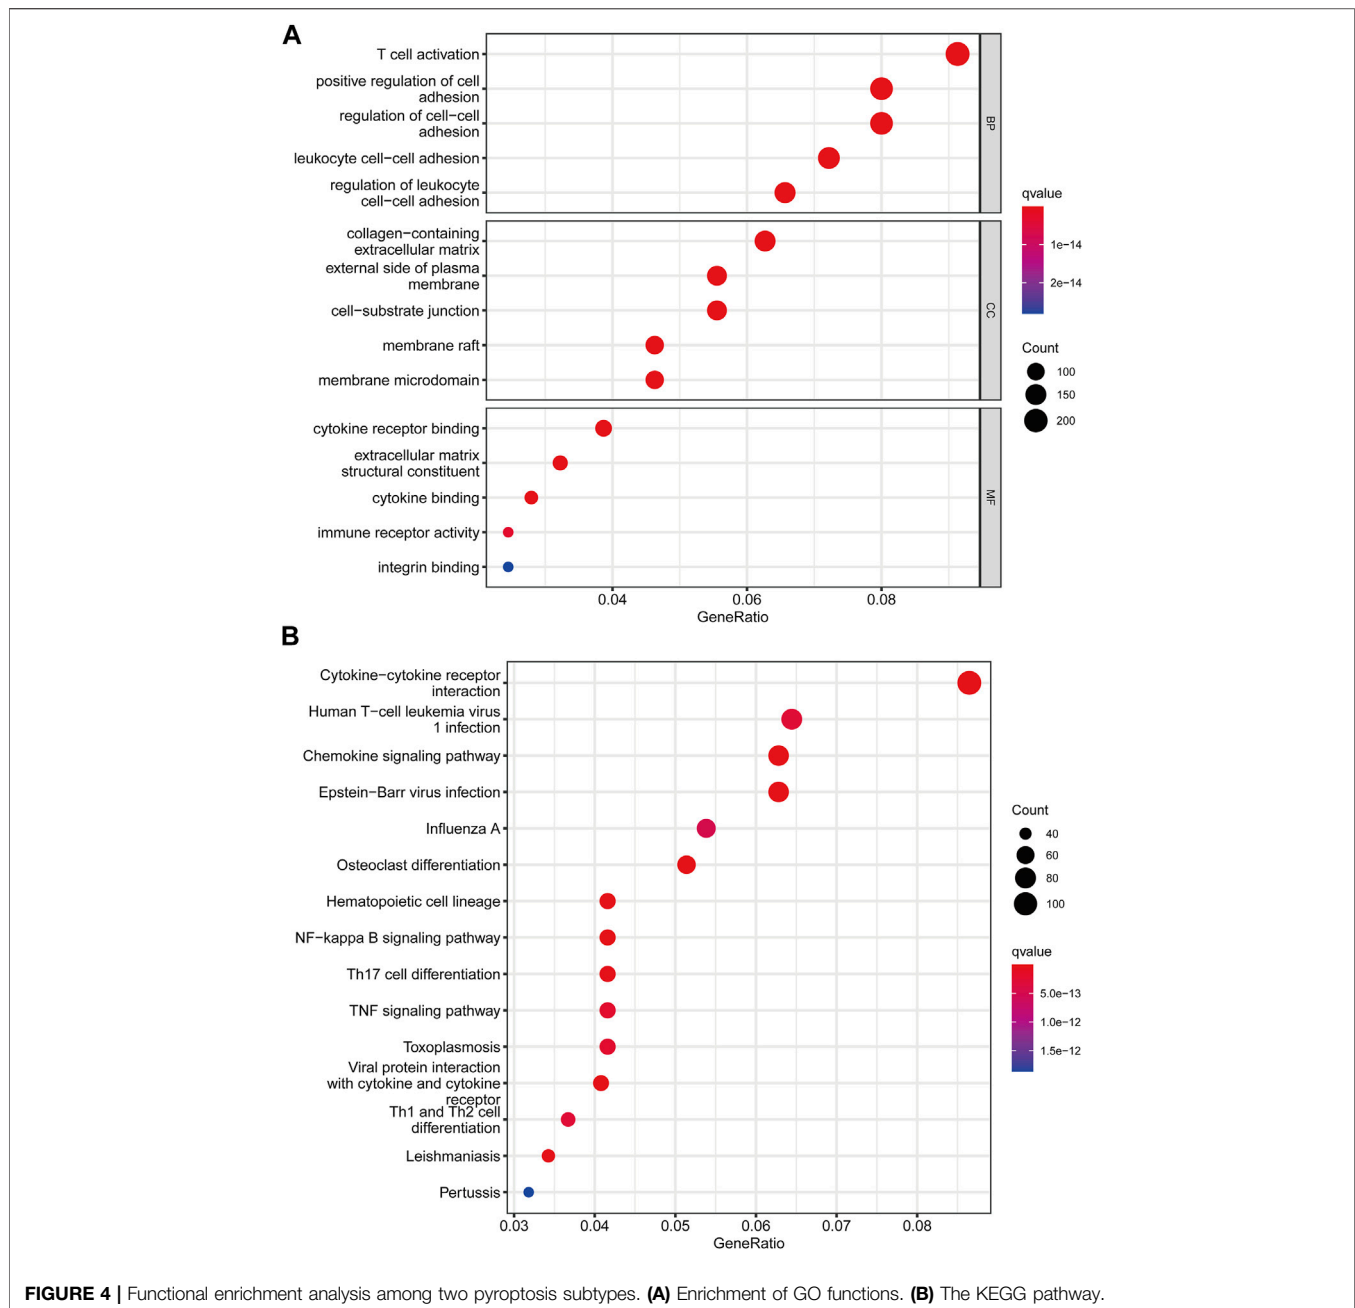 A
T cell activation
positive regulation of cell
adhesion
regulation of cell−cell
adhesion
leukocyte cell−cell adhesion
regulation of leukocyte
cell−cell adhesion
BP
collagen−containing
extracellular matrix
external side of plasma
membrane
cell−substrate junction
membrane raft
membrane microdomain
CC
cytokine receptor binding
extracellular matrix
structural constituent
cytokine binding
immune receptor activity
integrin binding
MF
0.04 0.06 0.08
GeneRatio
qvalue
1e−14
2e−14
Count
100
150
200
B
Cytokine−cytokine receptor
interaction
Human T−cell leukemia virus
1 infection
Chemokine signaling pathway
Epstein−Barr virus infection
Influenza A
Osteoclast differentiation
Hematopoietic cell lineage
NF−kappa B signaling pathway
Th17 cell differentiation
TNF signaling pathway
Toxoplasmosis
Viral protein interaction
with cytokine and cytokine
receptor
Th1 and Th2 cell
differentiation
Leishmaniasis
Pertussis
0.03 0.04 0.05 0.06 0.07 0.08
GeneRatio
Count
40
60
80
100
qvalue
5.0e−13
1.0e−12
1.5e−12
FIGURE 4 | Functional enrichment analysis among two pyroptosis subtypes. (A) Enrichment of GO functions. (B) The KEGG pathway.